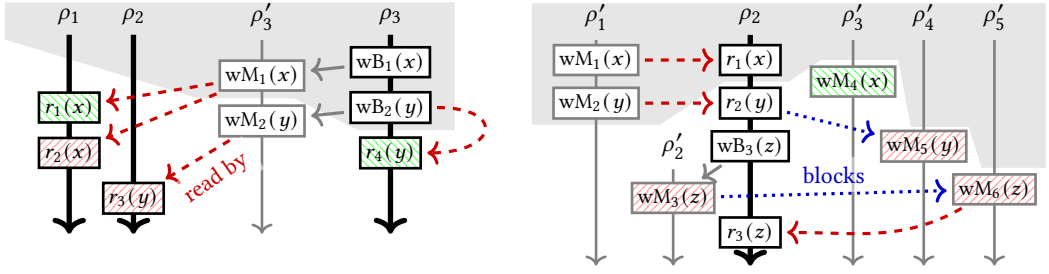 ρ₁ ρ₂ ρ′₃ ρ₃
wM₁(x) wB₁(x)
r₁(x) wM₂(y) wB₂(y)
r₂(x) r₄(y)
r₃(y) read by
ρ′₁ ρ₂ ρ′₃ ρ′₄ ρ′₅
wM₁(x) r₁(x) wM₄(x)
wM₂(y) r₂(y)
ρ′₂ wB₃(z) wM₅(y)
wM₃(z) blocks wM₆(z)
r₃(z)